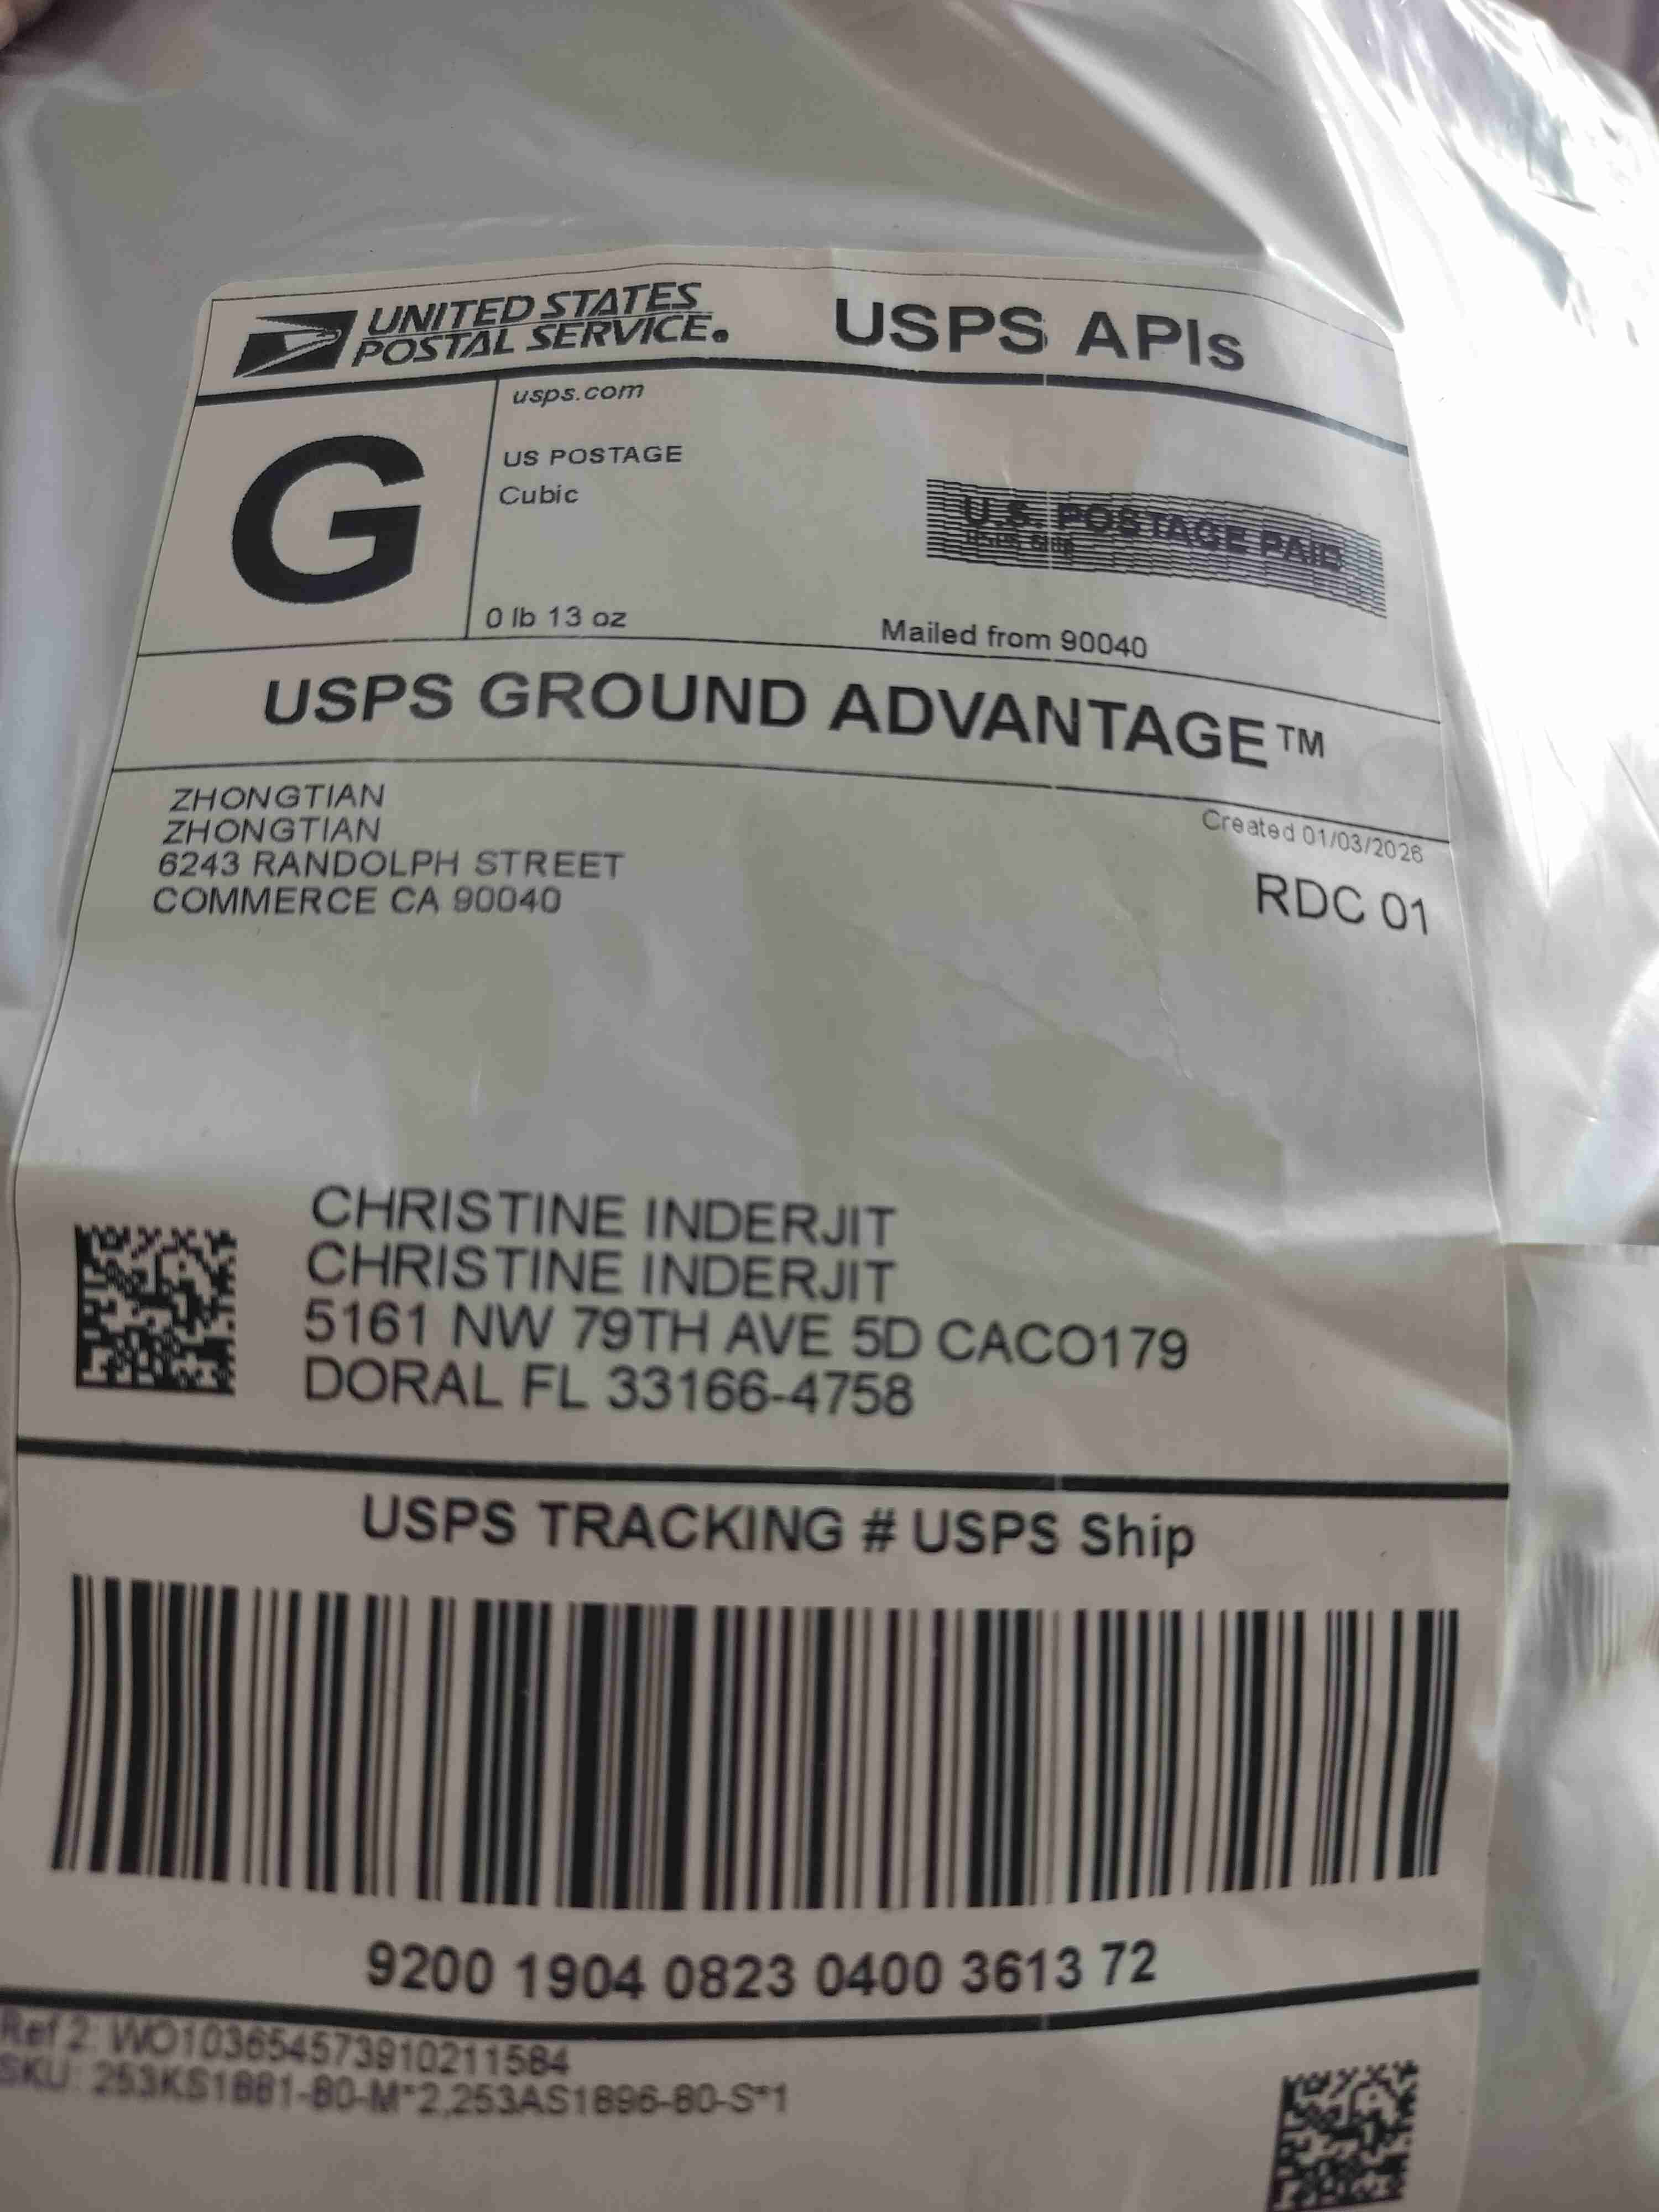 UNITED STATES
POSTAL SERVICE.
USPS APIs
G
usps.com
US POSTAGE
Cubic
U.S. POSTAGE PAID
USPS Ship
0 lb 13 oz
Mailed from 90040
USPS GROUND ADVANTAGE™
ZHONGTIAN
ZHONGTIAN
6243 RANDOLPH STREET
COMMERCE CA 90040
Created 01/03/2026
RDC 01
CHRISTINE INDERJIT
CHRISTINE INDERJIT
5161 NW 79TH AVE 5D CACO179
DORAL FL 33166-4758
USPS TRACKING # USPS Ship
9200 1904 0823 0400 3613 72
Ref 2: WO103654573910211584
SKU: 253KS1881-80-M*2,253AS1896-80-S*1